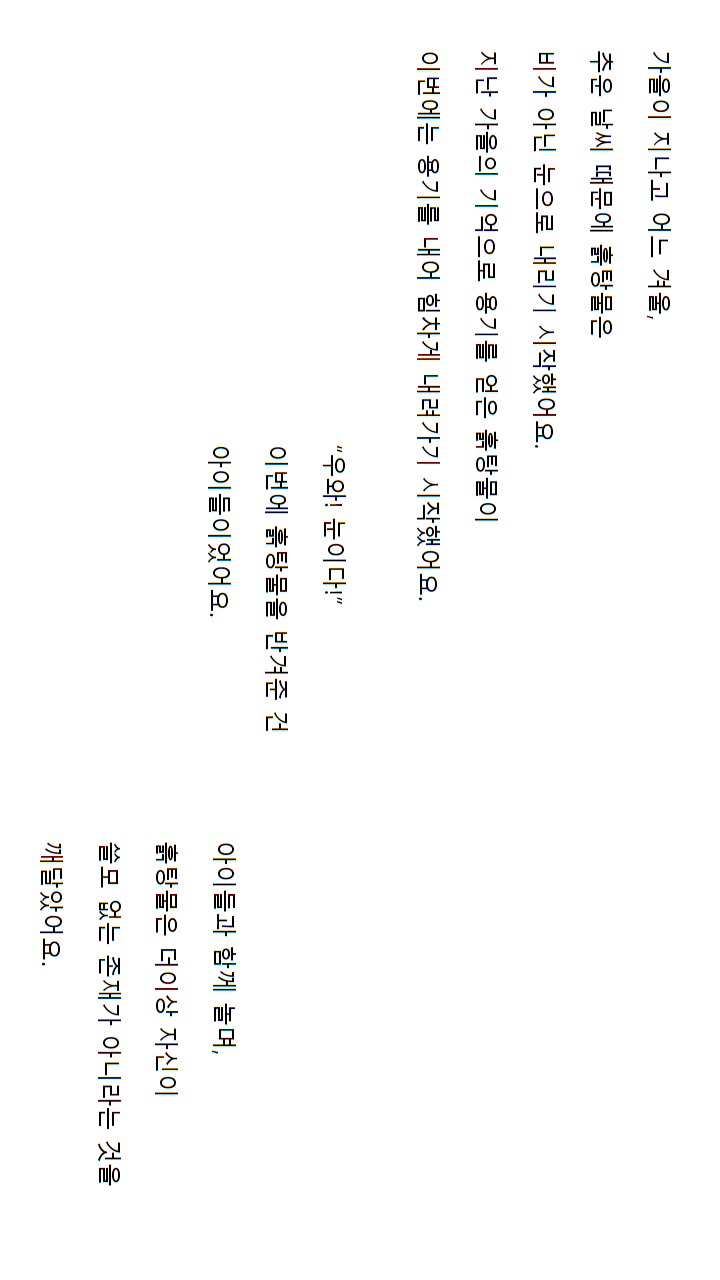 가을이 지나고 어느 겨울,
추운 날씨 때문에 흙탕물은
비가 아닌 눈으로 내리기 시작했어요.
지난 가을의 기억으로 용기를 얻은 흙탕물이
이번에는 용기를 내어 힘차게 내려가기 시작했어요.
"우와! 눈이다!"
이번에 흙탕물을 반겨준 건
아이들이었어요.
아이들과 함께 놀며,
흙탕물은 더이상 자신이
쓸모 없는 존재가 아니라는 것을
깨달았어요.